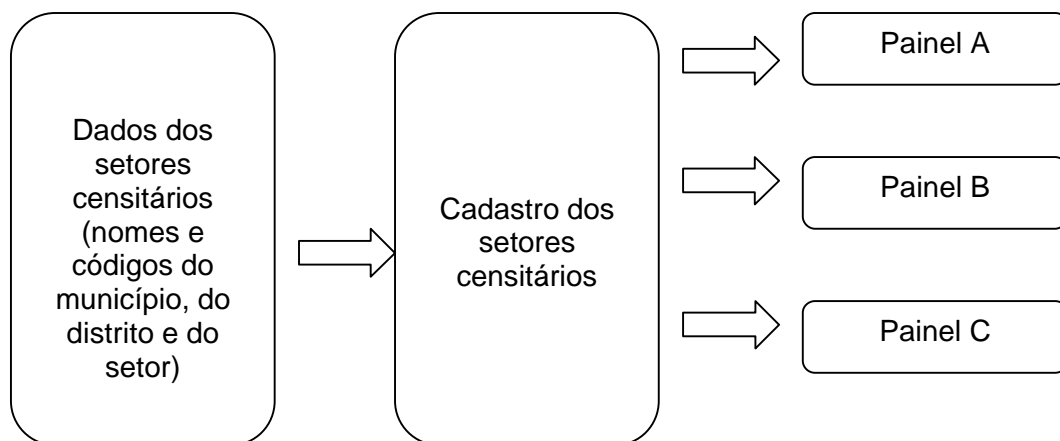 Dados dos
setores
censitários
(nomes e
códigos do
município, do
distrito e do
setor)
Cadastro dos
setores
censitários
Painel A
Painel B
Painel C